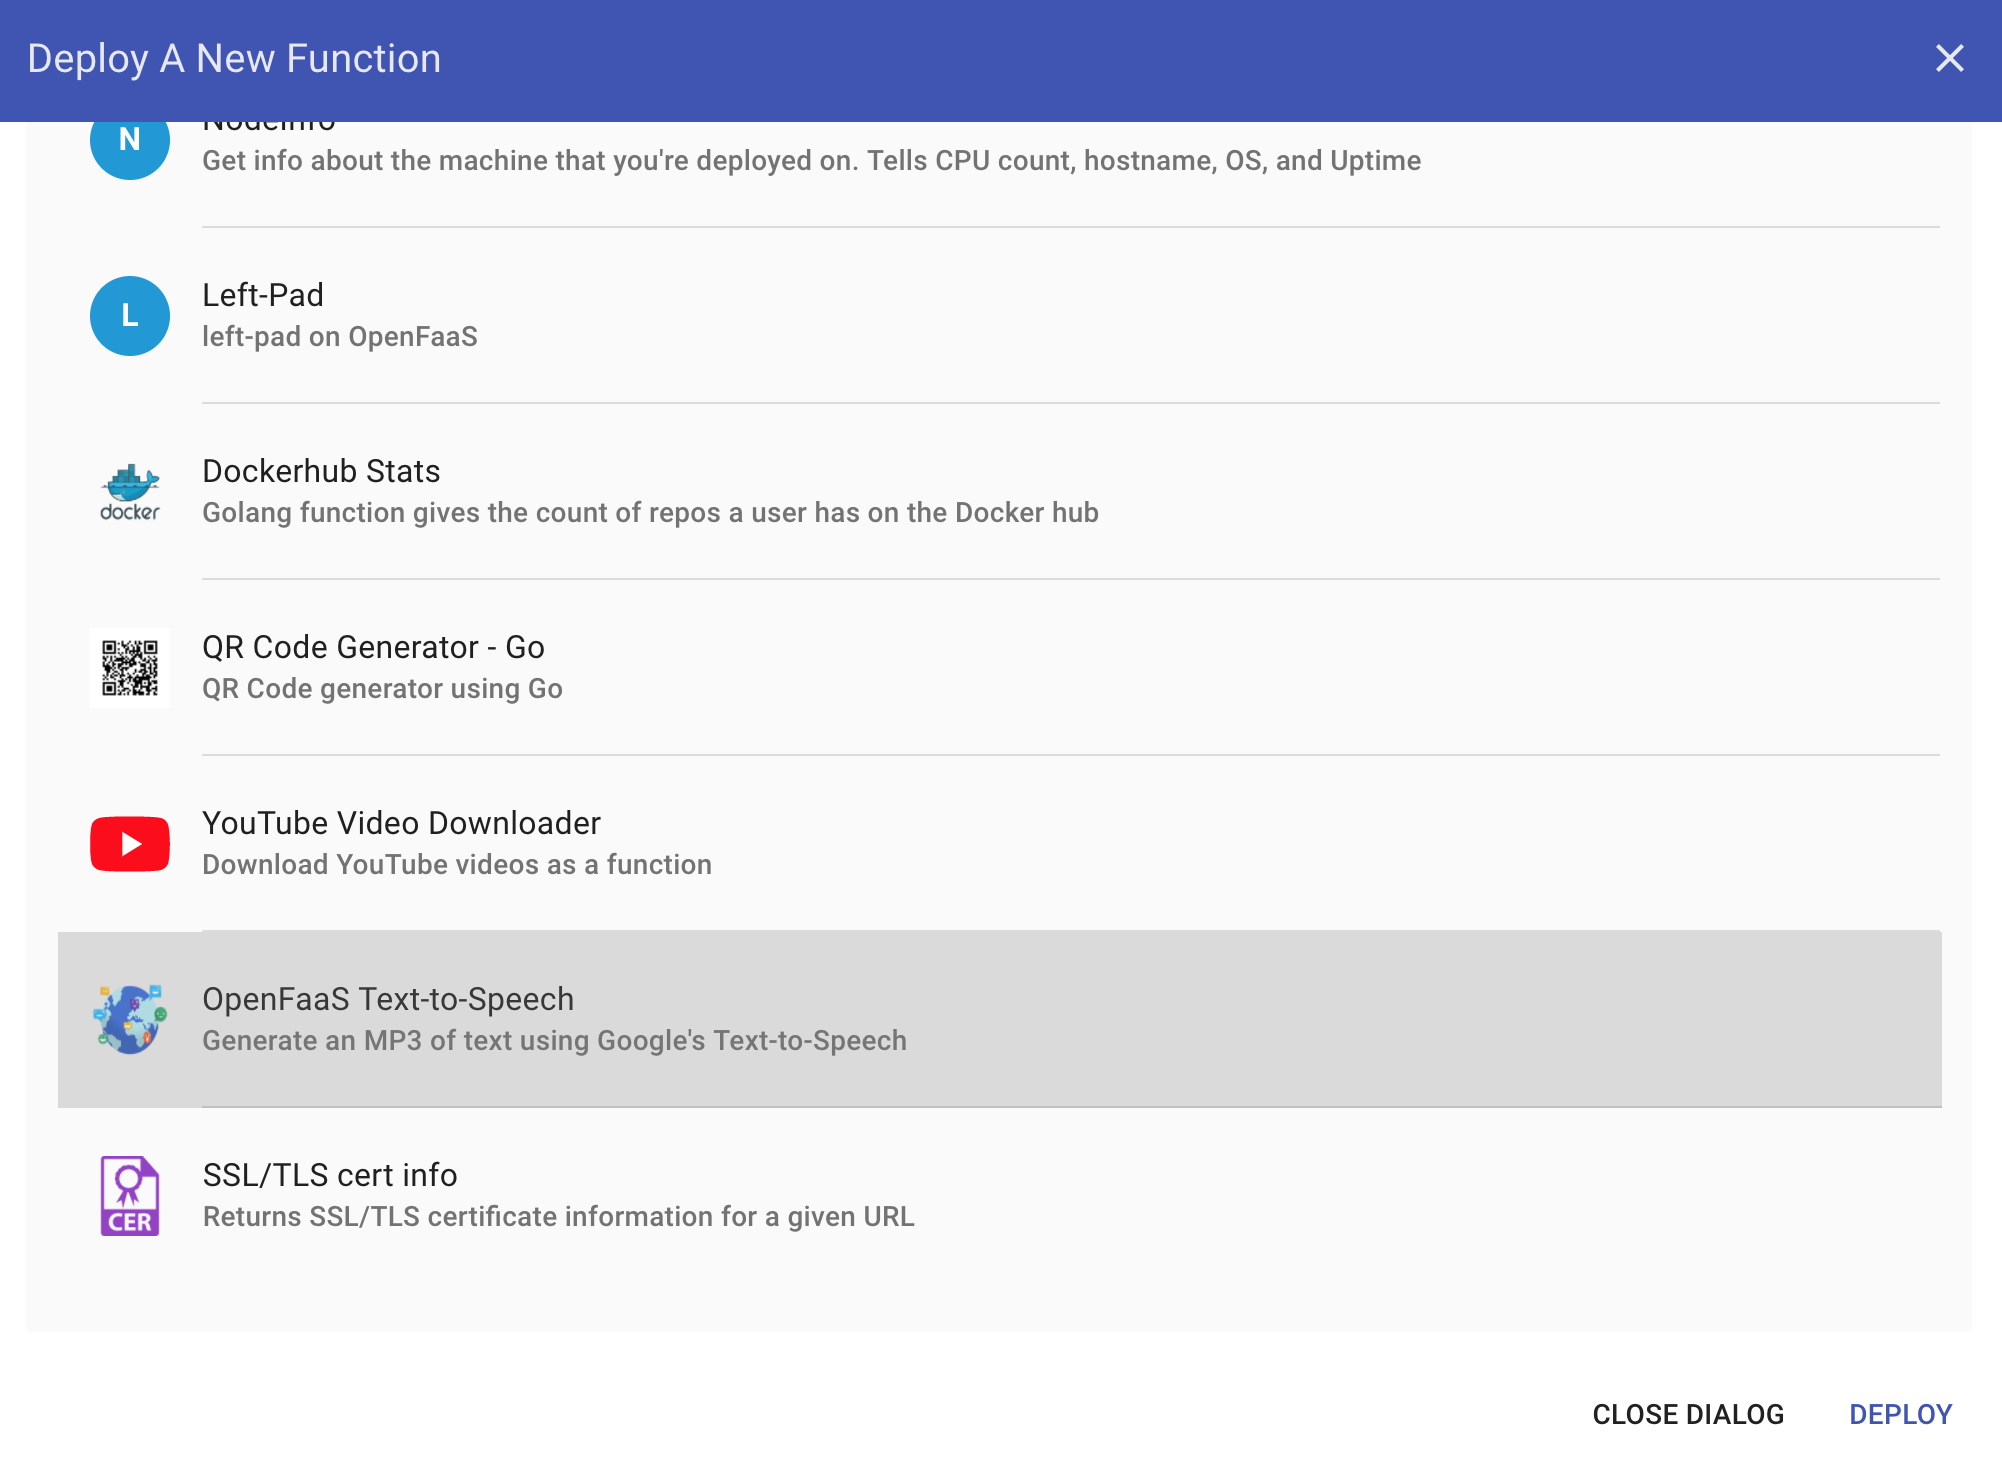 Deploy A New Function
N
NodeInfo
Get info about the machine that you're deployed on. Tells CPU count, hostname, OS, and Uptime
L
Left-Pad
left-pad on OpenFaaS
docker
Dockerhub Stats
Golang function gives the count of repos a user has on the Docker hub
QR Code Generator - Go
QR Code generator using Go
YouTube Video Downloader
Download YouTube videos as a function
OpenFaaS Text-to-Speech
Generate an MP3 of text using Google's Text-to-Speech
CER
SSL/TLS cert info
Returns SSL/TLS certificate information for a given URL
CLOSE DIALOG
DEPLOY